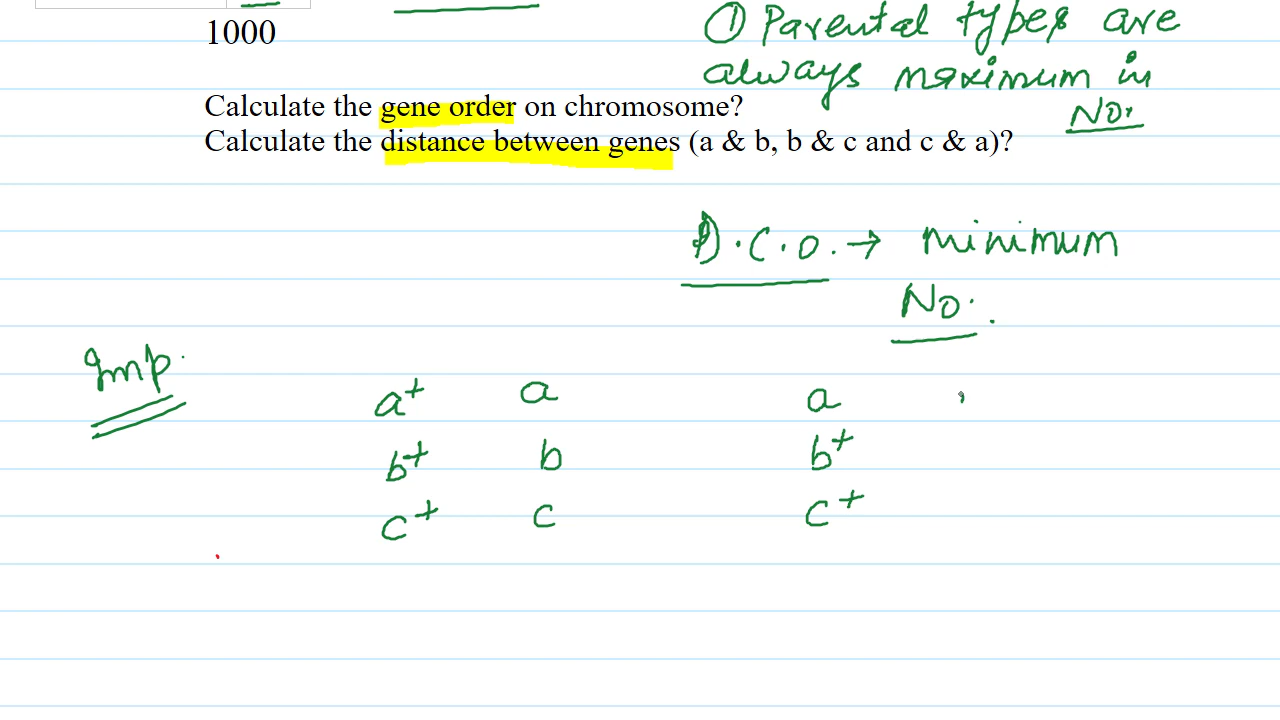 ① Parental types are
1000
always maximum in
No.
Calculate the gene order on chromosome?
Calculate the distance between genes (a & b, b & c and c & a)?
D.C.O. → minimum
No.
Imp.
a+ a a
b+ b b+
c+ c c+